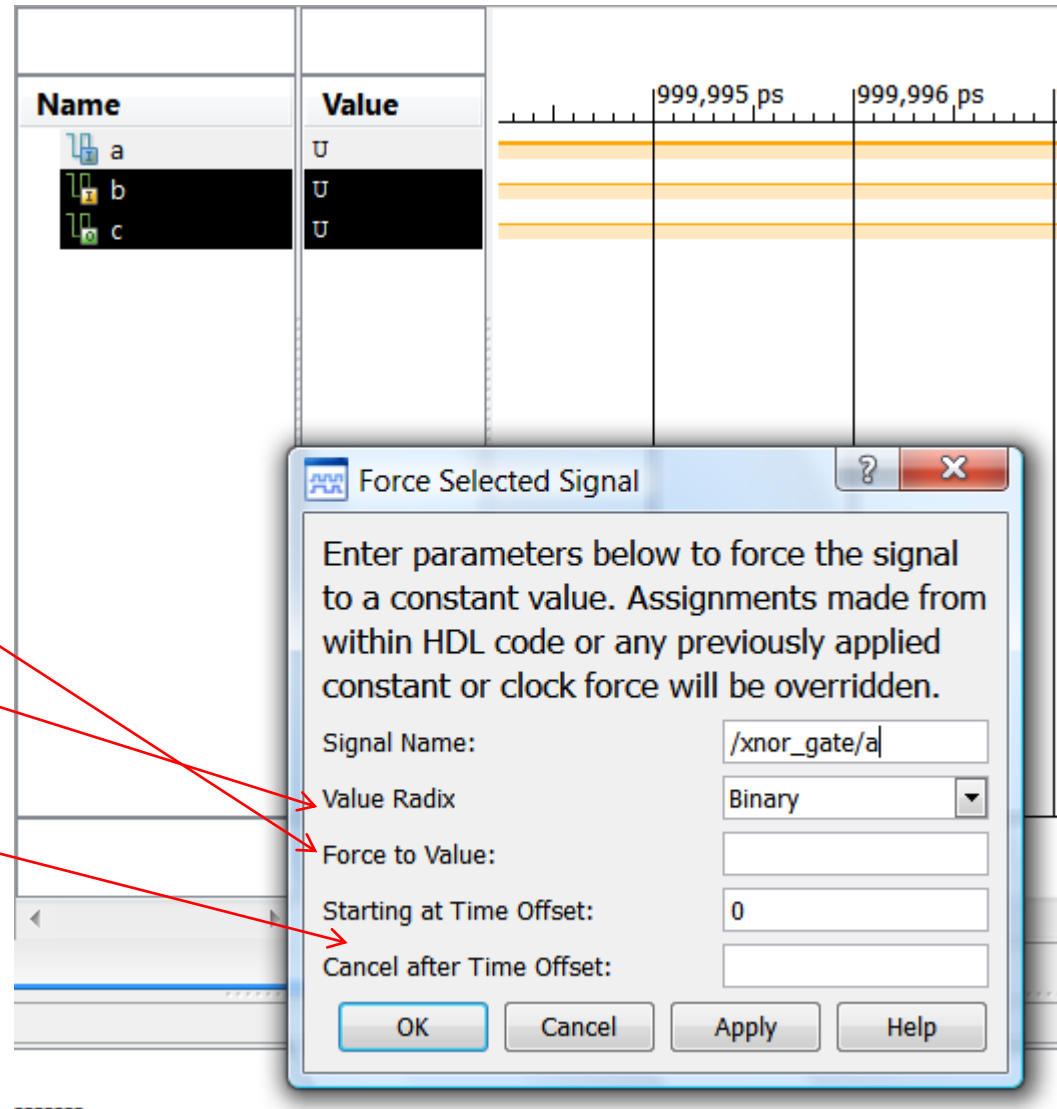 Name Value 999,995 ps 999,996 ps
a U
b U
c U
Force Selected Signal
Enter parameters below to force the signal
to a constant value. Assignments made from
within HDL code or any previously applied
constant or clock force will be overridden.
Signal Name: /xnor_gate/a
Value Radix Binary
Force to Value:
Starting at Time Offset: 0
Cancel after Time Offset:
OK Cancel Apply Help